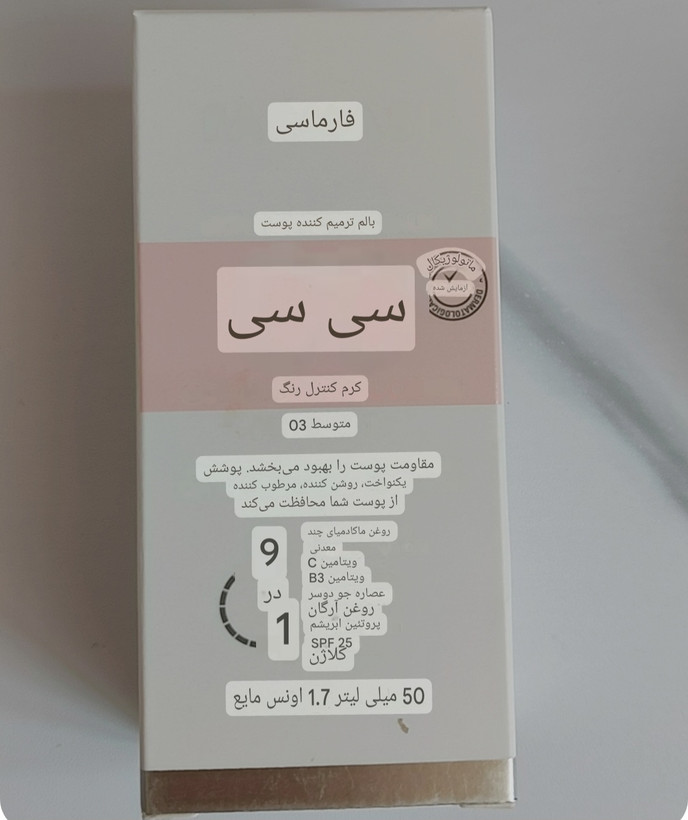 فارماسی
بالم ترمیم کننده پوست
ماتولوژیکال
آزمایش شده
DERMATOLOGICA
سی سی
کرم کنترل رنگ
متوسط 03
مقاومت پوست را بهبود می‌بخشد. پوشش
یکنواخت، روشن کننده، مرطوب کننده
از پوست شما محافظت می‌کند
9
در
1
روغن ماکادمیای چند
معدنی
ویتامین C
ویتامین B3
عصاره جو دوسر
روغن آرگان
پروتئین ابریشم
SPF 25
کلاژن
50 میلی لیتر 1.7 اونس مایع